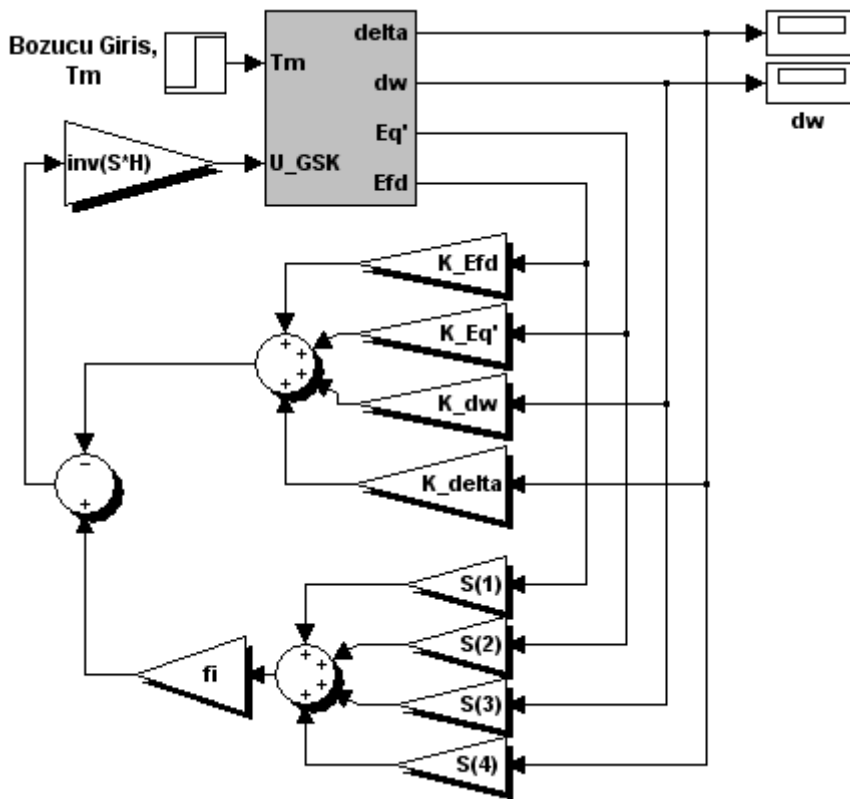 Bozucu Giris,
Tm
Tm
U_GSK
delta
dw
Eq'
Efd
dw
inv(S*H)
K_Efd
K_Eq'
K_dw
K_delta
+
+
+
+
−
+
S(1)
S(2)
S(3)
S(4)
+
+
+
+
fi